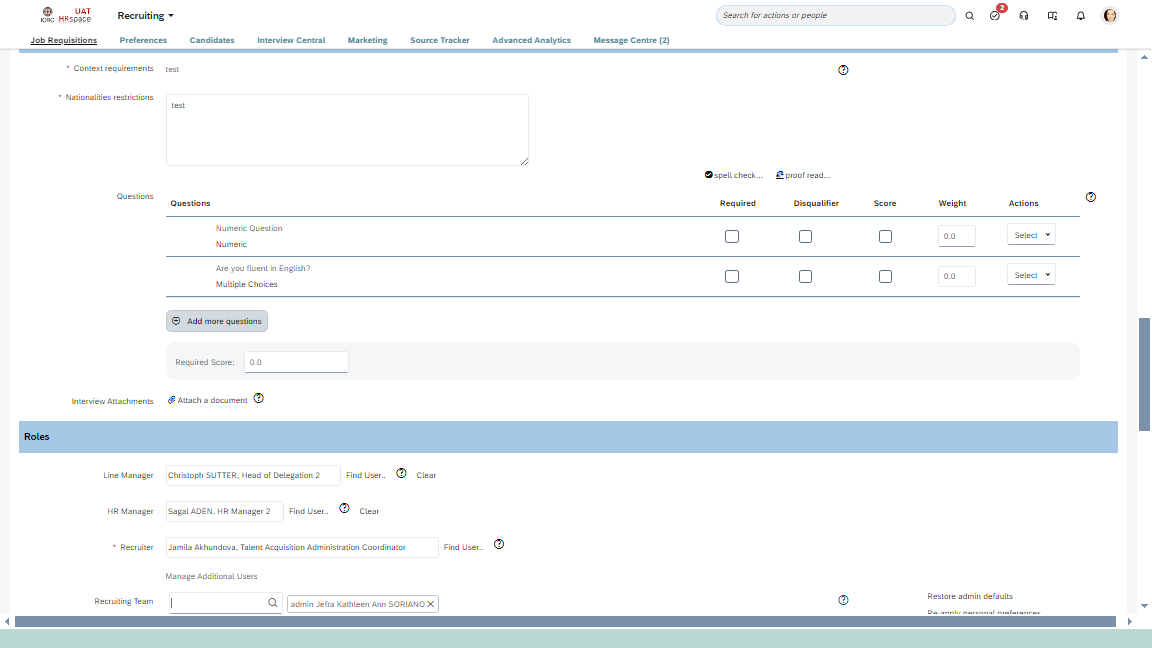 ICRC UAT
HR space
Recruiting
Search for actions or people
2
Job Requisitions Preferences Candidates Interview Central Marketing Source Tracker Advanced Analytics Message Centre (2)
* Context requirements test
* Nationalities restrictions test
spell check... proof read...
Questions Questions Required Disqualifier Score Weight Actions
Numeric Question
Numeric 0.0 Select
Are you fluent in English?
Multiple Choices 0.0 Select
Add more questions
Required Score: 0.0
Interview Attachments Attach a document
Roles
Line Manager Christoph SUTTER, Head of Delegation 2 Find User.. Clear
HR Manager Sagal ADEN, HR Manager 2 Find User.. Clear
* Recruiter Jamila Akhundova, Talent Acquisition Administration Coordinator Find User..
Manage Additional Users
Recruiting Team admin Jefra Kathleen Ann SORIANO Restore admin defaults
Re-apply personal preferences